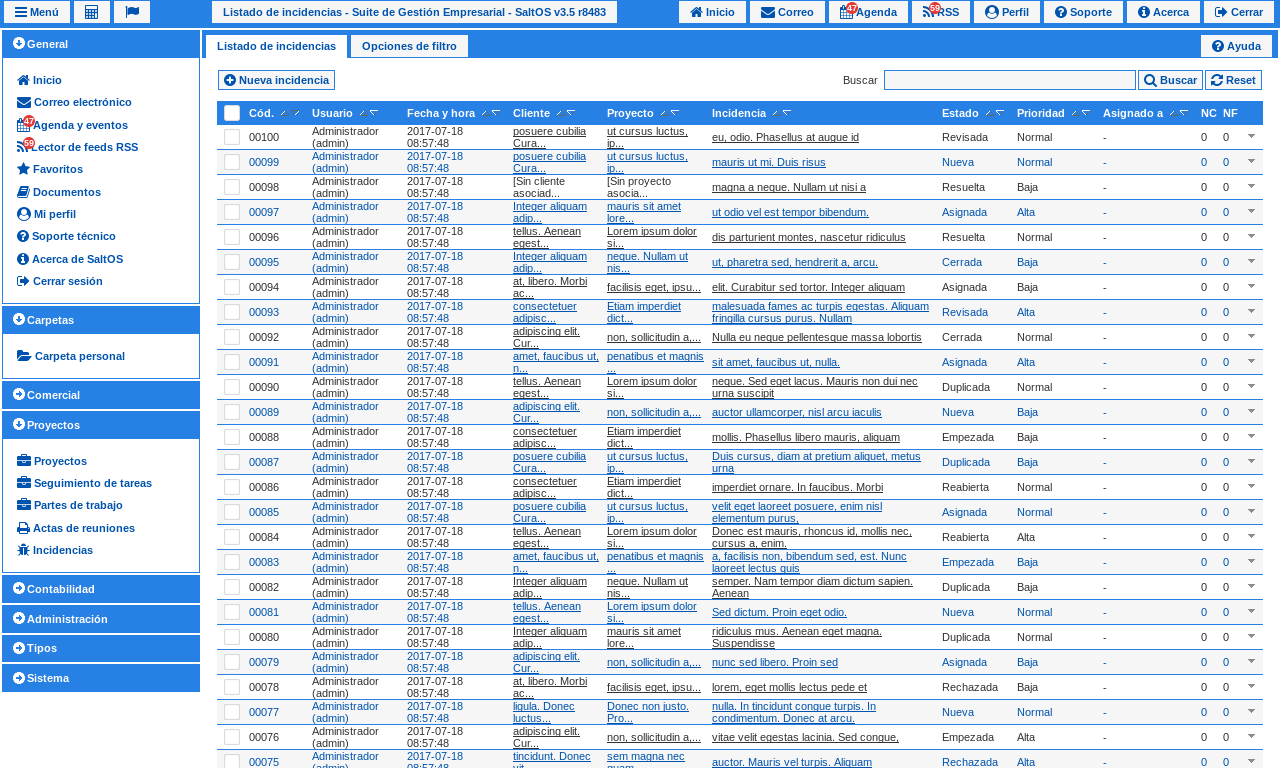 Menú
Listado de incidencias - Suite de Gestión Empresarial - SaltOS v3.5 r8483
Inicio
Correo
47 Agenda
59 RSS
Perfil
Soporte
Acerca
Cerrar
General
Inicio
Correo electrónico
47 Agenda y eventos
59 Lector de feeds RSS
Favoritos
Documentos
Mi perfil
Soporte técnico
Acerca de SaltOS
Cerrar sesión
Carpetas
Carpeta personal
Comercial
Proyectos
Proyectos
Seguimiento de tareas
Partes de trabajo
Actas de reuniones
Incidencias
Contabilidad
Administración
Tipos
Sistema
Listado de incidencias
Opciones de filtro
Ayuda
Nueva incidencia
Buscar
Buscar
Reset
Cód. Usuario Fecha y hora Cliente Proyecto Incidencia Estado Prioridad Asignado a NC NF
00100 Administrador (admin) 2017-07-18 08:57:48 posuere cubilia Cura... ut cursus luctus, ip... eu, odio. Phasellus at augue id Revisada Normal - 0 0
00099 Administrador (admin) 2017-07-18 08:57:48 posuere cubilia Cura... ut cursus luctus, ip... mauris ut mi. Duis risus Nueva Normal - 0 0
00098 Administrador (admin) 2017-07-18 08:57:48 [Sin cliente asociad... [Sin proyecto asocia... magna a neque. Nullam ut nisi a Resuelta Baja - 0 0
00097 Administrador (admin) 2017-07-18 08:57:48 Integer aliquam adip... mauris sit amet lore... ut odio vel est tempor bibendum. Asignada Alta - 0 0
00096 Administrador (admin) 2017-07-18 08:57:48 tellus. Aenean egest... Lorem ipsum dolor si... dis parturient montes, nascetur ridiculus Resuelta Normal - 0 0
00095 Administrador (admin) 2017-07-18 08:57:48 Integer aliquam adip... neque. Nullam ut nis... ut, pharetra sed, hendrerit a, arcu. Cerrada Baja - 0 0
00094 Administrador (admin) 2017-07-18 08:57:48 at, libero. Morbi ac... facilisis eget, ipsu... elit. Curabitur sed tortor. Integer aliquam Asignada Baja - 0 0
00093 Administrador (admin) 2017-07-18 08:57:48 consectetuer adipisc... Etiam imperdiet dict... malesuada fames ac turpis egestas. Aliquam fringilla cursus purus. Nullam Revisada Alta - 0 0
00092 Administrador (admin) 2017-07-18 08:57:48 adipiscing elit. Cur... non, sollicitudin a,... Nulla eu neque pellentesque massa lobortis Cerrada Normal - 0 0
00091 Administrador (admin) 2017-07-18 08:57:48 amet, faucibus ut, n... penatibus et magnis ... sit amet, faucibus ut, nulla. Asignada Alta - 0 0
00090 Administrador (admin) 2017-07-18 08:57:48 tellus. Aenean egest... Lorem ipsum dolor si... neque. Sed eget lacus. Mauris non dui nec urna suscipit Duplicada Normal - 0 0
00089 Administrador (admin) 2017-07-18 08:57:48 adipiscing elit. Cur... non, sollicitudin a,... auctor ullamcorper, nisl arcu iaculis Nueva Baja - 0 0
00088 Administrador (admin) 2017-07-18 08:57:48 consectetuer adipisc... Etiam imperdiet dict... mollis. Phasellus libero mauris, aliquam Empezada Baja - 0 0
00087 Administrador (admin) 2017-07-18 08:57:48 posuere cubilia Cura... ut cursus luctus, ip... Duis cursus, diam at pretium aliquet, metus urna Duplicada Baja - 0 0
00086 Administrador (admin) 2017-07-18 08:57:48 consectetuer adipisc... Etiam imperdiet dict... imperdiet ornare. In faucibus. Morbi Reabierta Normal - 0 0
00085 Administrador (admin) 2017-07-18 08:57:48 posuere cubilia Cura... ut cursus luctus, ip... velit eget laoreet posuere, enim nisl elementum purus, Asignada Normal - 0 0
00084 Administrador (admin) 2017-07-18 08:57:48 tellus. Aenean egest... Lorem ipsum dolor si... Donec est mauris, rhoncus id, mollis nec, cursus a, enim. Reabierta Alta - 0 0
00083 Administrador (admin) 2017-07-18 08:57:48 amet, faucibus ut, n... penatibus et magnis ... a, facilisis non, bibendum sed, est. Nunc laoreet lectus quis Empezada Baja - 0 0
00082 Administrador (admin) 2017-07-18 08:57:48 Integer aliquam adip... neque. Nullam ut nis... semper. Nam tempor diam dictum sapien. Aenean Duplicada Baja - 0 0
00081 Administrador (admin) 2017-07-18 08:57:48 tellus. Aenean egest... Lorem ipsum dolor si... Sed dictum. Proin eget odio. Nueva Normal - 0 0
00080 Administrador (admin) 2017-07-18 08:57:48 Integer aliquam adip... mauris sit amet lore... ridiculus mus. Aenean eget magna. Suspendisse Duplicada Normal - 0 0
00079 Administrador (admin) 2017-07-18 08:57:48 adipiscing elit. Cur... non, sollicitudin a,... nunc sed libero. Proin sed Asignada Baja - 0 0
00078 Administrador (admin) 2017-07-18 08:57:48 at, libero. Morbi ac... facilisis eget, ipsu... lorem, eget mollis lectus pede et Rechazada Baja - 0 0
00077 Administrador (admin) 2017-07-18 08:57:48 ligula. Donec luctus... Donec non justo. Pro... nulla. In tincidunt congue turpis. In condimentum. Donec at arcu. Nueva Normal - 0 0
00076 Administrador (admin) 2017-07-18 08:57:48 adipiscing elit. Cur... non, sollicitudin a,... vitae velit egestas lacinia. Sed congue, Empezada Alta - 0 0
00075 Administrador (admin) 2017-07-18 08:57:48 tincidunt. Donec vit... sem magna nec quam... auctor. Mauris vel turpis. Aliquam Rechazada Alta - 0 0